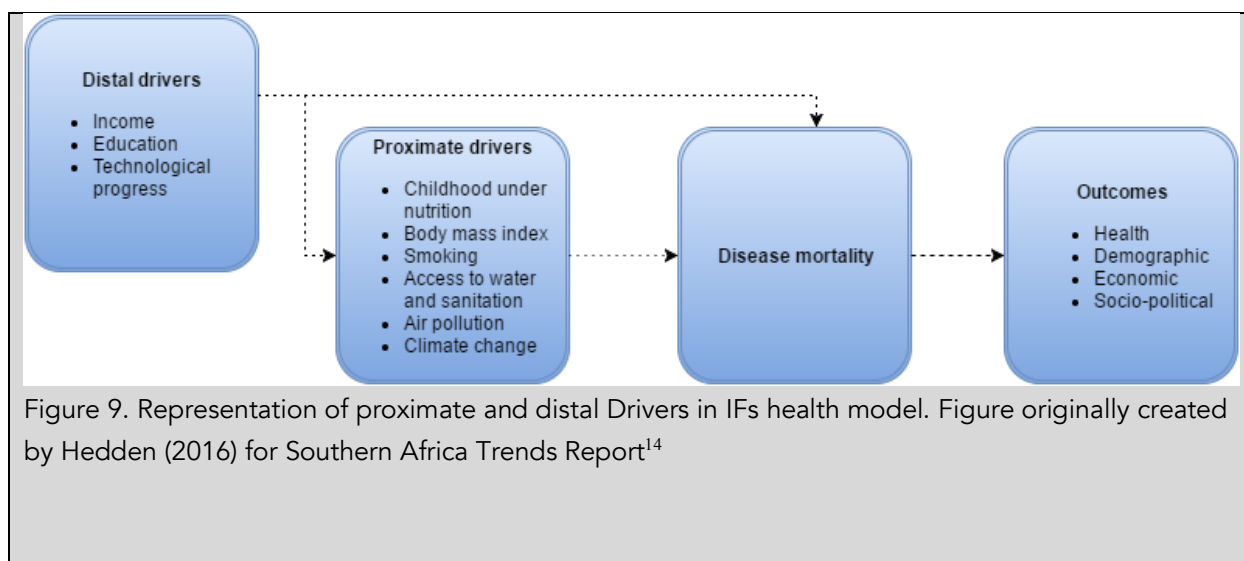 Distal drivers
• Income
• Education
• Technological
progress
Proximate drivers
• Childhood under
nutrition
• Body mass index
• Smoking
• Access to water
and sanitation
• Air pollution
• Climate change
Disease mortality
Outcomes
• Health
• Demographic
• Economic
• Socio-political
Figure 9. Representation of proximate and distal Drivers in IFs health model. Figure originally created
by Hedden (2016) for Southern Africa Trends Report¹⁴